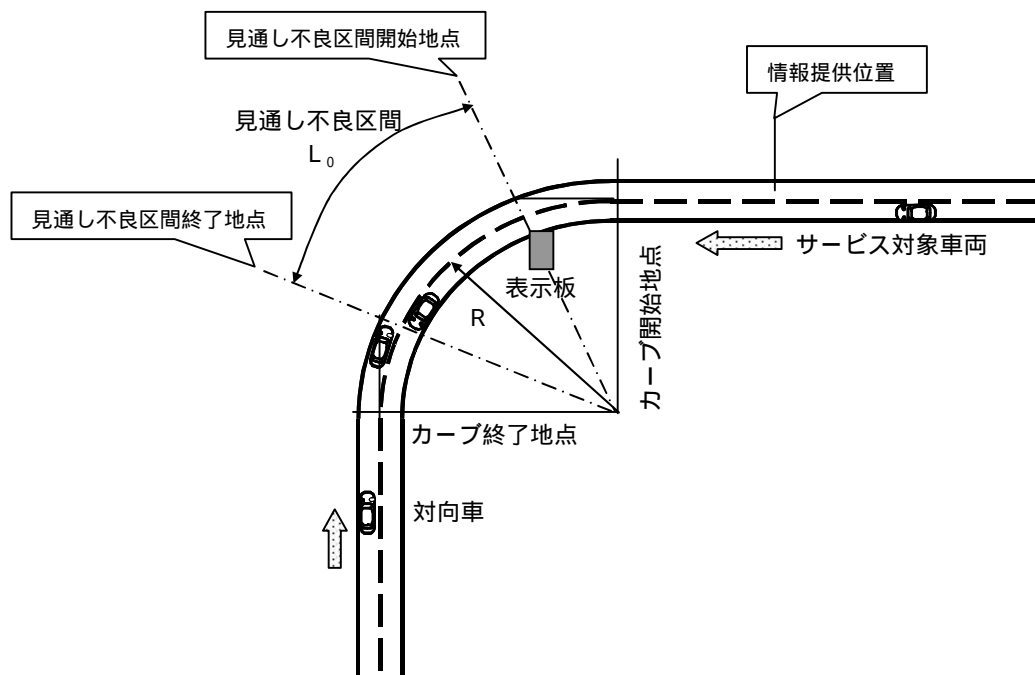 見通し不良区間開始地点
情報提供位置
見通し不良区間
L₀
見通し不良区間終了地点
サービス対象車両
表示板
R
カーブ開始地点
カーブ終了地点
対向車